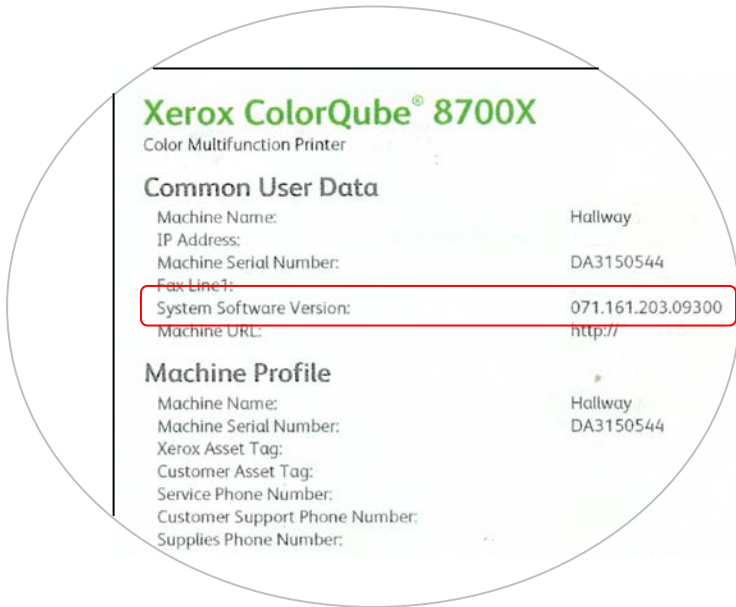 Xerox ColorQube® 8700X
Color Multifunction Printer
Common User Data
Machine Name: Hallway
IP Address:
Machine Serial Number: DA3150544
Fax Line1:
System Software Version: 071.161.203.09300
Machine URL: http://
Machine Profile
Machine Name: Hallway
Machine Serial Number: DA3150544
Xerox Asset Tag:
Customer Asset Tag:
Service Phone Number:
Customer Support Phone Number:
Supplies Phone Number: